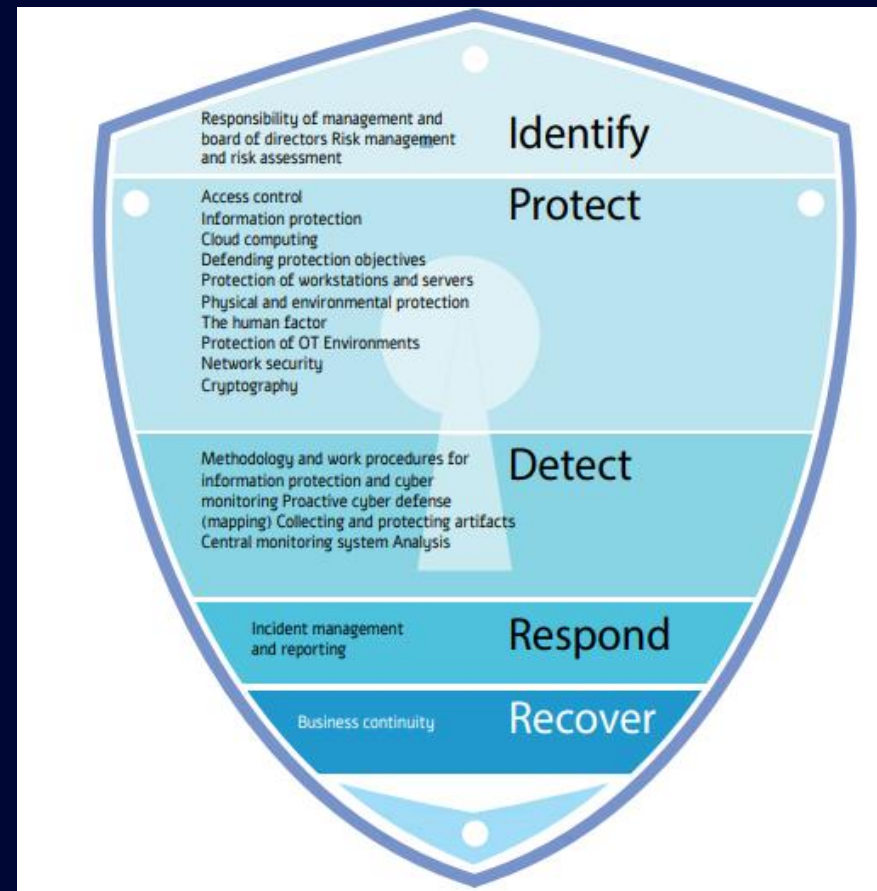 Responsibility of management and
board of directors Risk management
and risk assessment
Identify
Access control
Information protection
Cloud computing
Defending protection objectives
Protection of workstations and servers
Physical and environmental protection
The human factor
Protection of OT Environments
Network security
Cryptography
Protect
Methodology and work procedures for
information protection and cyber
monitoring Proactive cyber defense
(mapping) Collecting and protecting artifacts
Central monitoring system Analysis
Detect
Incident management
and reporting
Respond
Business continuity
Recover